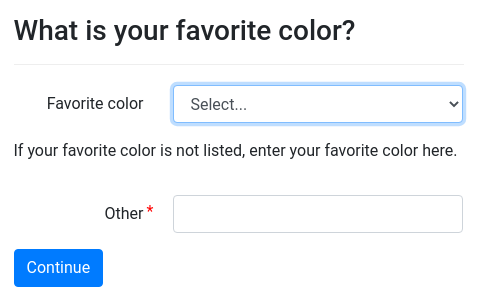 What is your favorite color?
Favorite color Select...
If your favorite color is not listed, enter your favorite color here.
Other *
Continue